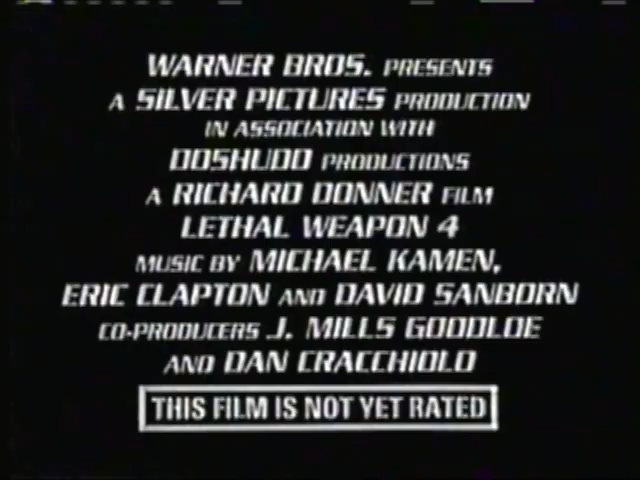 WARNER BROS. PRESENTS
A SILVER PICTURES PRODUCTION
IN ASSOCIATION WITH
DOSHUDO PRODUCTIONS
A RICHARD DONNER FILM
LETHAL WEAPON 4
MUSIC BY MICHAEL KAMEN,
ERIC CLAPTON AND DAVID SANBORN
CO-PRODUCERS J. MILLS GOODLOE
AND DAN CRACCHIOLO
THIS FILM IS NOT YET RATED